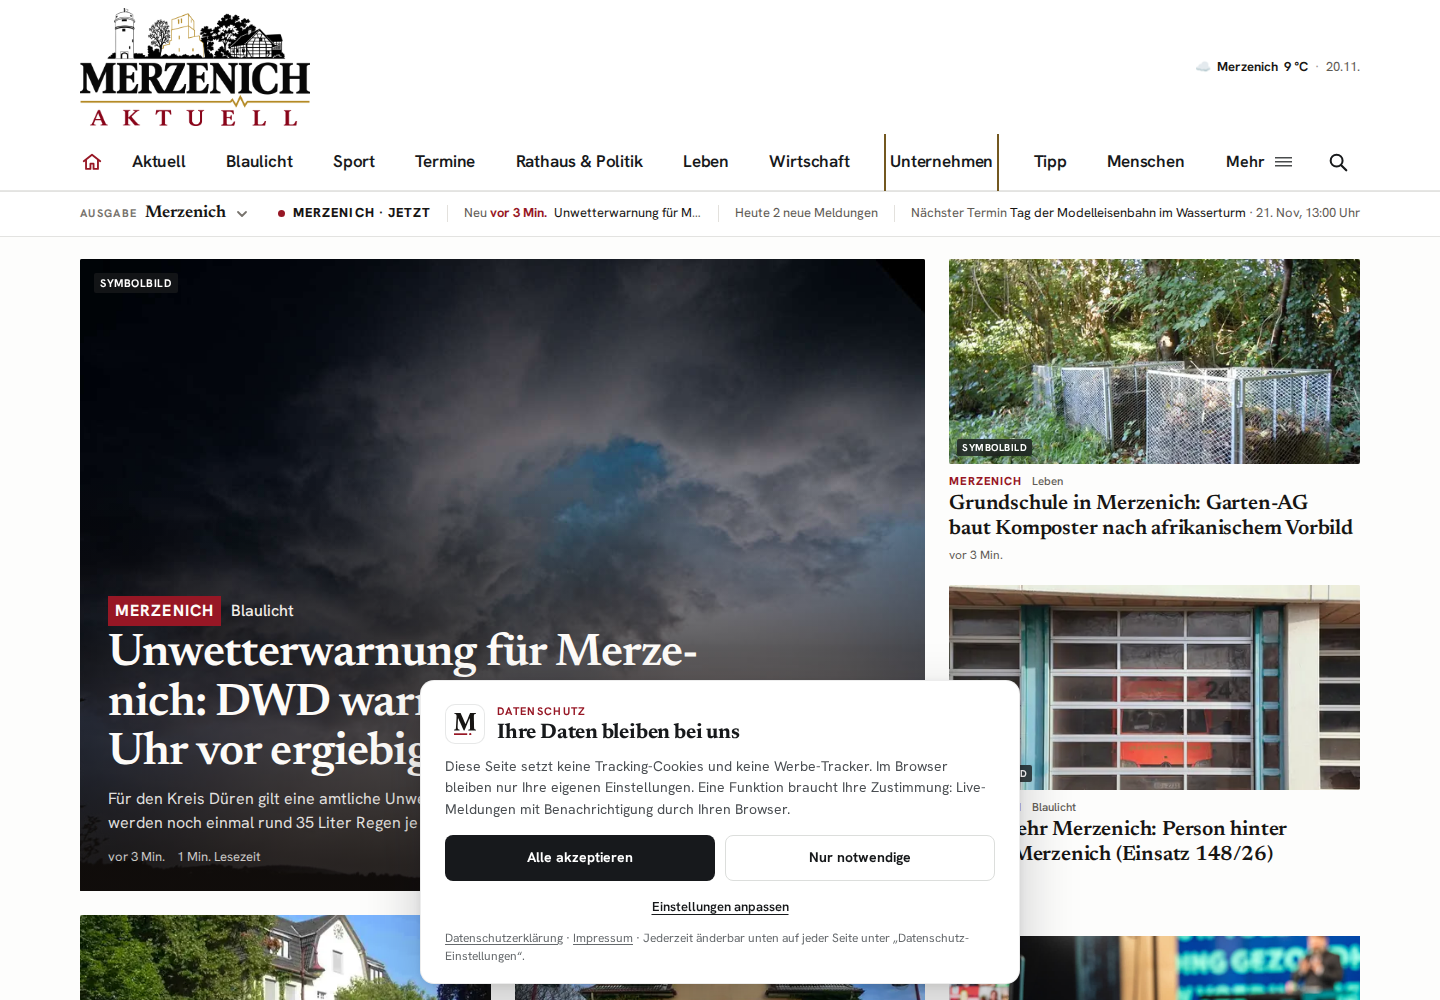 MERZENICH
AKTUELL
Merzenich 9 °C · 20.11.
Aktuell
Blaulicht
Sport
Termine
Rathaus & Politik
Leben
Wirtschaft
Unternehmen
Tipp
Menschen
Mehr
AUSGABE Merzenich
MERZENICH · JETZT
Neu vor 3 Min. Unwetterwarnung für M...
Heute 2 neue Meldungen
Nächster Termin Tag der Modelleisenbahn im Wasserturm · 21. Nov, 13:00 Uhr
SYMBOLBILD
MERZENICH Blaulicht
Unwetterwarnung für Merze-
nich: DWD warn
Uhr vor ergiebig
Für den Kreis Düren gilt eine amtliche Unwe
werden noch einmal rund 35 Liter Regen je
vor 3 Min. 1 Min. Lesezeit
SYMBOLBILD
MERZENICH Leben
Grundschule in Merzenich: Garten-AG
baut Komposter nach afrikanischem Vorbild
vor 3 Min.
24
Blaulicht
ehr Merzenich: Person hinter
Merzenich (Einsatz 148/26)
M
DATENSCHUTZ
Ihre Daten bleiben bei uns
Diese Seite setzt keine Tracking-Cookies und keine Werbe-Tracker. Im Browser
bleiben nur Ihre eigenen Einstellungen. Eine Funktion braucht Ihre Zustimmung: Live-
Meldungen mit Benachrichtigung durch Ihren Browser.
Alle akzeptieren
Nur notwendige
Einstellungen anpassen
Datenschutzerklärung · Impressum · Jederzeit änderbar unten auf jeder Seite unter „Datenschutz-
Einstellungen“.